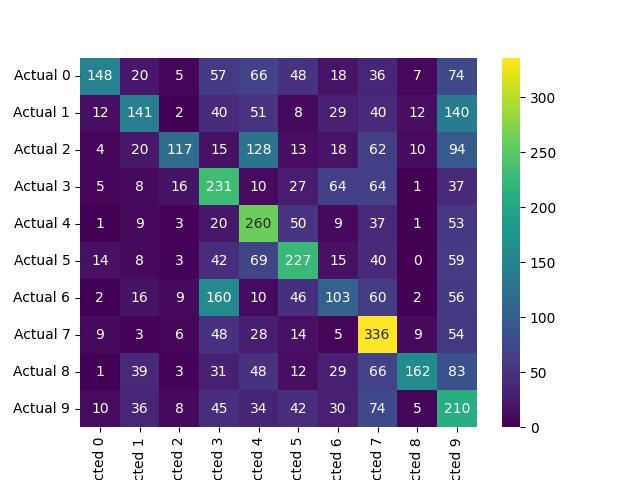 Actual 0 148 20 5 57 66 48 18 36 7 74
Actual 1 12 141 2 40 51 8 29 40 12 140
Actual 2 4 20 117 15 128 13 18 62 10 94
Actual 3 5 8 16 231 10 27 64 64 1 37
Actual 4 1 9 3 20 260 50 9 37 1 53
Actual 5 14 8 3 42 69 227 15 40 0 59
Actual 6 2 16 9 160 10 46 103 60 2 56
Actual 7 9 3 6 48 28 14 5 336 9 54
Actual 8 1 39 3 31 48 12 29 66 162 83
Actual 9 10 36 8 45 34 42 30 74 5 210
cted 0
cted 1
cted 2
cted 3
cted 4
cted 5
cted 6
cted 7
cted 8
cted 9
300
250
200
150
100
50
0